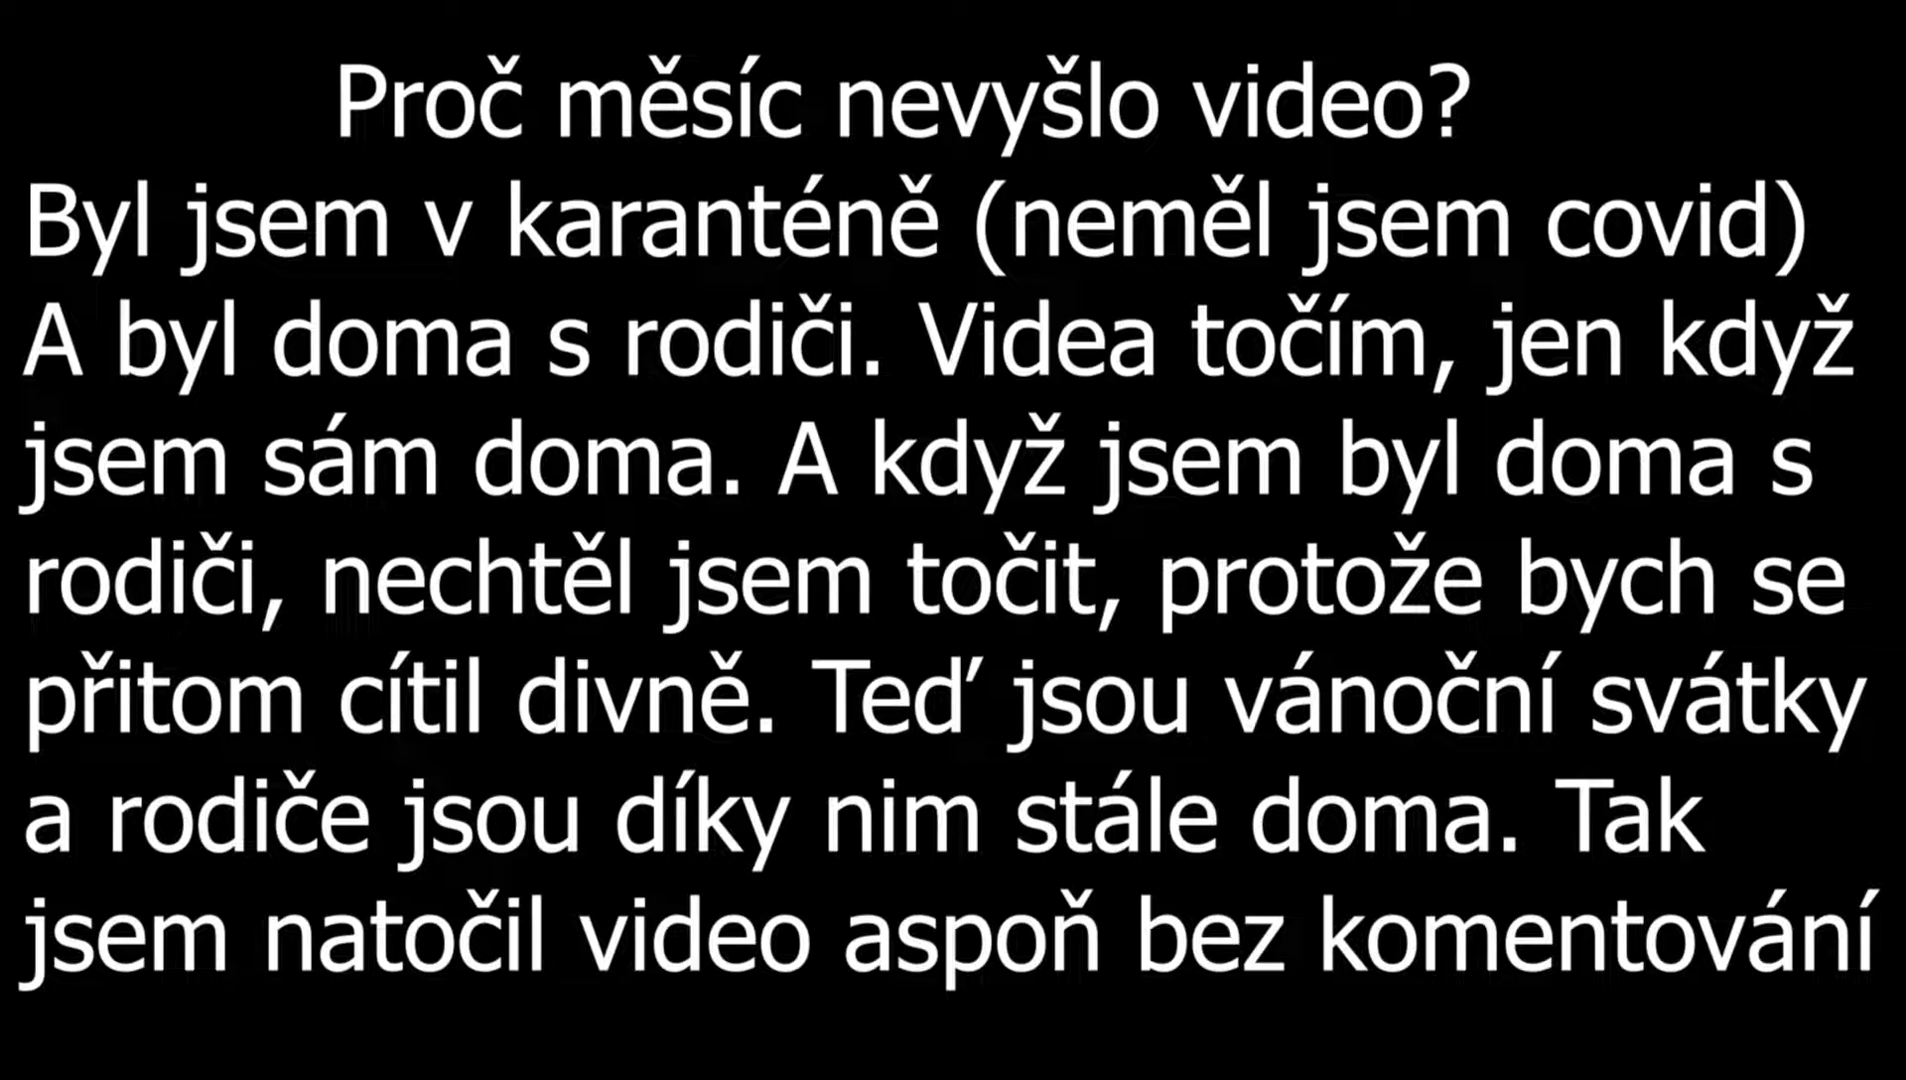 Proč měsíc nevyšlo video?
Byl jsem v karanténě (neměl jsem covid)
A byl doma s rodiči. Videa točím, jen když
jsem sám doma. A když jsem byl doma s
rodiči, nechtěl jsem točit, protože bych se
přitom cítil divně. Teď jsou vánoční svátky
a rodiče jsou díky nim stále doma. Tak
jsem natočil video aspoň bez komentování